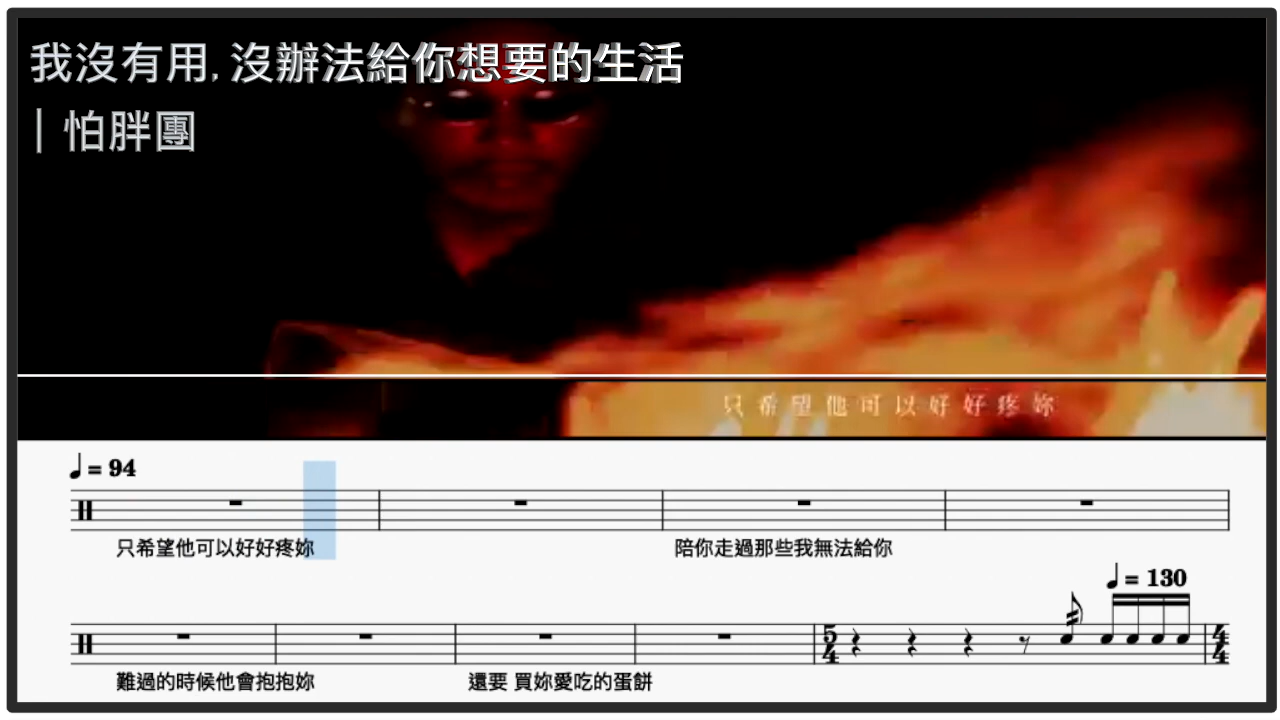 我沒有用, 沒辦法給你想要的生活
| 怕胖團
只希望他可以好好疼妳
♩= 94
只希望他可以好好疼妳
陪你走過那些我無法給你
♩= 130
5
4
4
4
難過的時候他會抱抱妳
還要 買妳愛吃的蛋餅